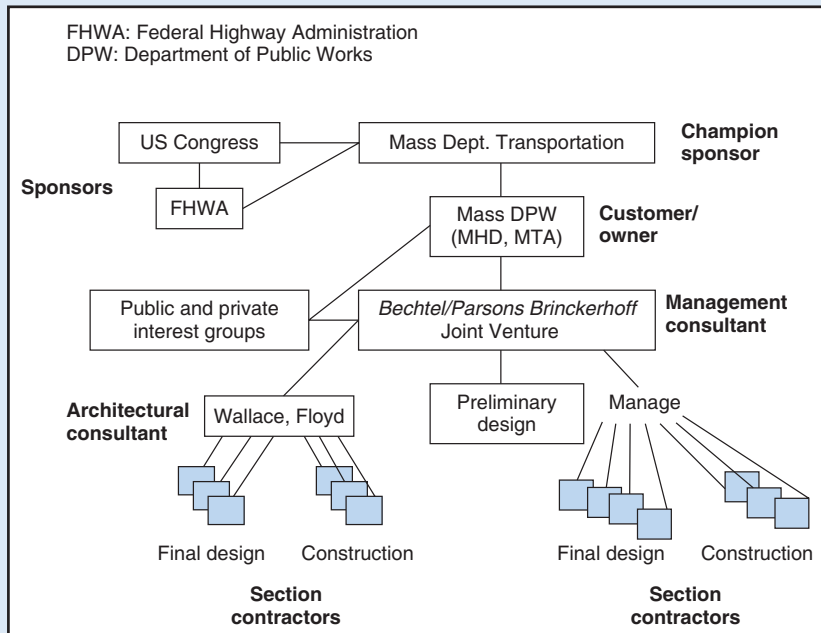 FHWA: Federal Highway Administration
DPW: Department of Public Works
US Congress
Mass Dept. Transportation
Champion
sponsor
Sponsors
FHWA
Mass DPW
(MHD, MTA)
Customer/
owner
Public and private
interest groups
Bechtel/Parsons Brinckerhoff
Joint Venture
Management
consultant
Architectural
consultant
Wallace, Floyd
Preliminary
design
Manage
Final design
Construction
Final design
Construction
Section
contractors
Section
contractors